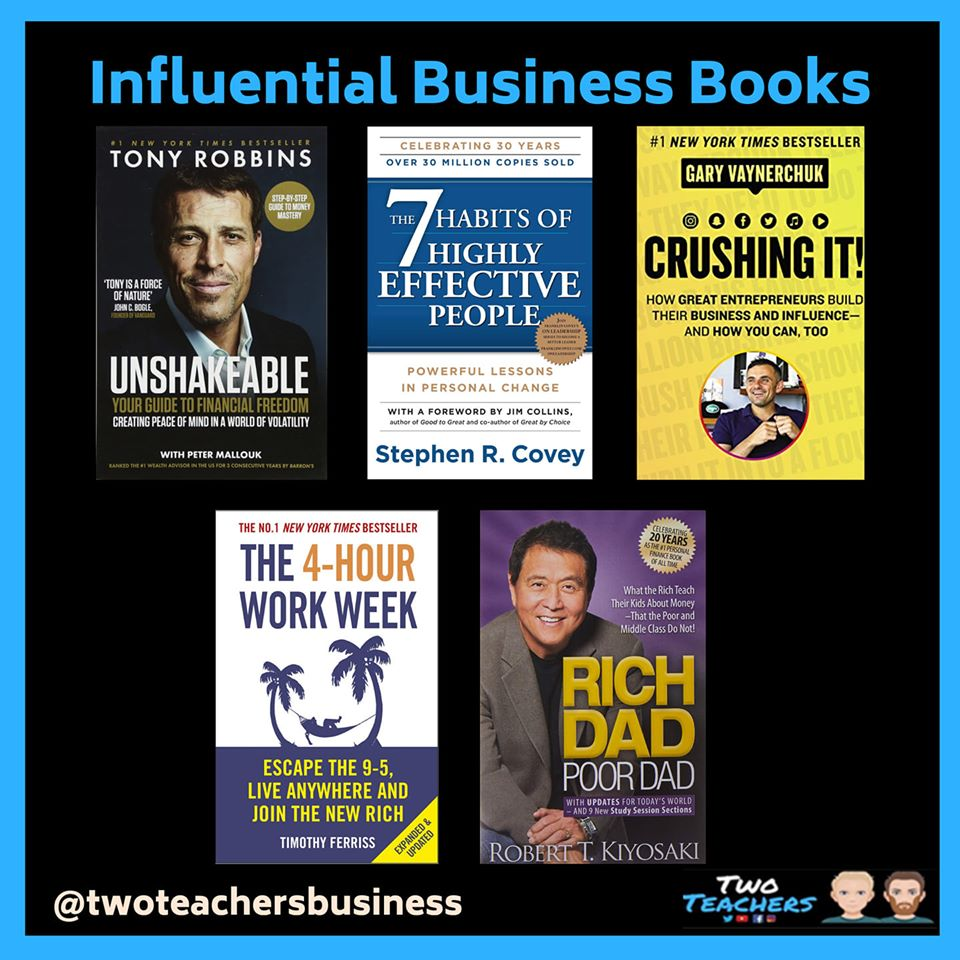 Influential Business Books
#1 NEW YORK TIMES BESTSELLER
TONY ROBBINS
STEP-BY-STEP
GUIDE TO MONEY
MASTERY
'TONY IS A FORCE
OF NATURE'
JOHN C. BOGLE,
FOUNDER OF VANGUARD
UNSHAKEABLE
YOUR GUIDE TO FINANCIAL FREEDOM
CREATING PEACE OF MIND IN A WORLD OF VOLATILITY
WITH PETER MALLOUK
RANKED THE #1 WEALTH ADVISOR IN THE US FOR 3 CONSECUTIVE YEARS BY BARRON'S
CELEBRATING 30 YEARS
OVER 30 MILLION COPIES SOLD
THE 7 HABITS OF
HIGHLY
EFFECTIVE
PEOPLE
POWERFUL LESSONS
IN PERSONAL CHANGE
WITH A FOREWORD BY JIM COLLINS,
author of Good to Great and co-author of Great by Choice
Stephen R. Covey
#1 NEW YORK TIMES BESTSELLER
GARY VAYNERCHUK
CRUSHING IT!
HOW GREAT ENTREPRENEURS BUILD
THEIR BUSINESS AND INFLUENCE—
AND HOW YOU CAN, TOO
THE NO.1 NEW YORK TIMES BESTSELLER
THE 4-HOUR
WORK WEEK
ESCAPE THE 9-5,
LIVE ANYWHERE AND
JOIN THE NEW RICH
TIMOTHY FERRISS
EXPANDED &
UPDATED
CELEBRATING
20 YEARS
AS THE #1 PERSONAL
FINANCE BOOK
OF ALL TIME
What the Rich Teach
Their Kids About Money
–That the Poor and
Middle Class Do Not!
RICH
DAD
POOR DAD
WITH UPDATES FOR TODAY'S WORLD
– AND 9 New Study Session Sections
ROBERT T. KIYOSAKI
@twoteachersbusiness
TWO
TEACHERS